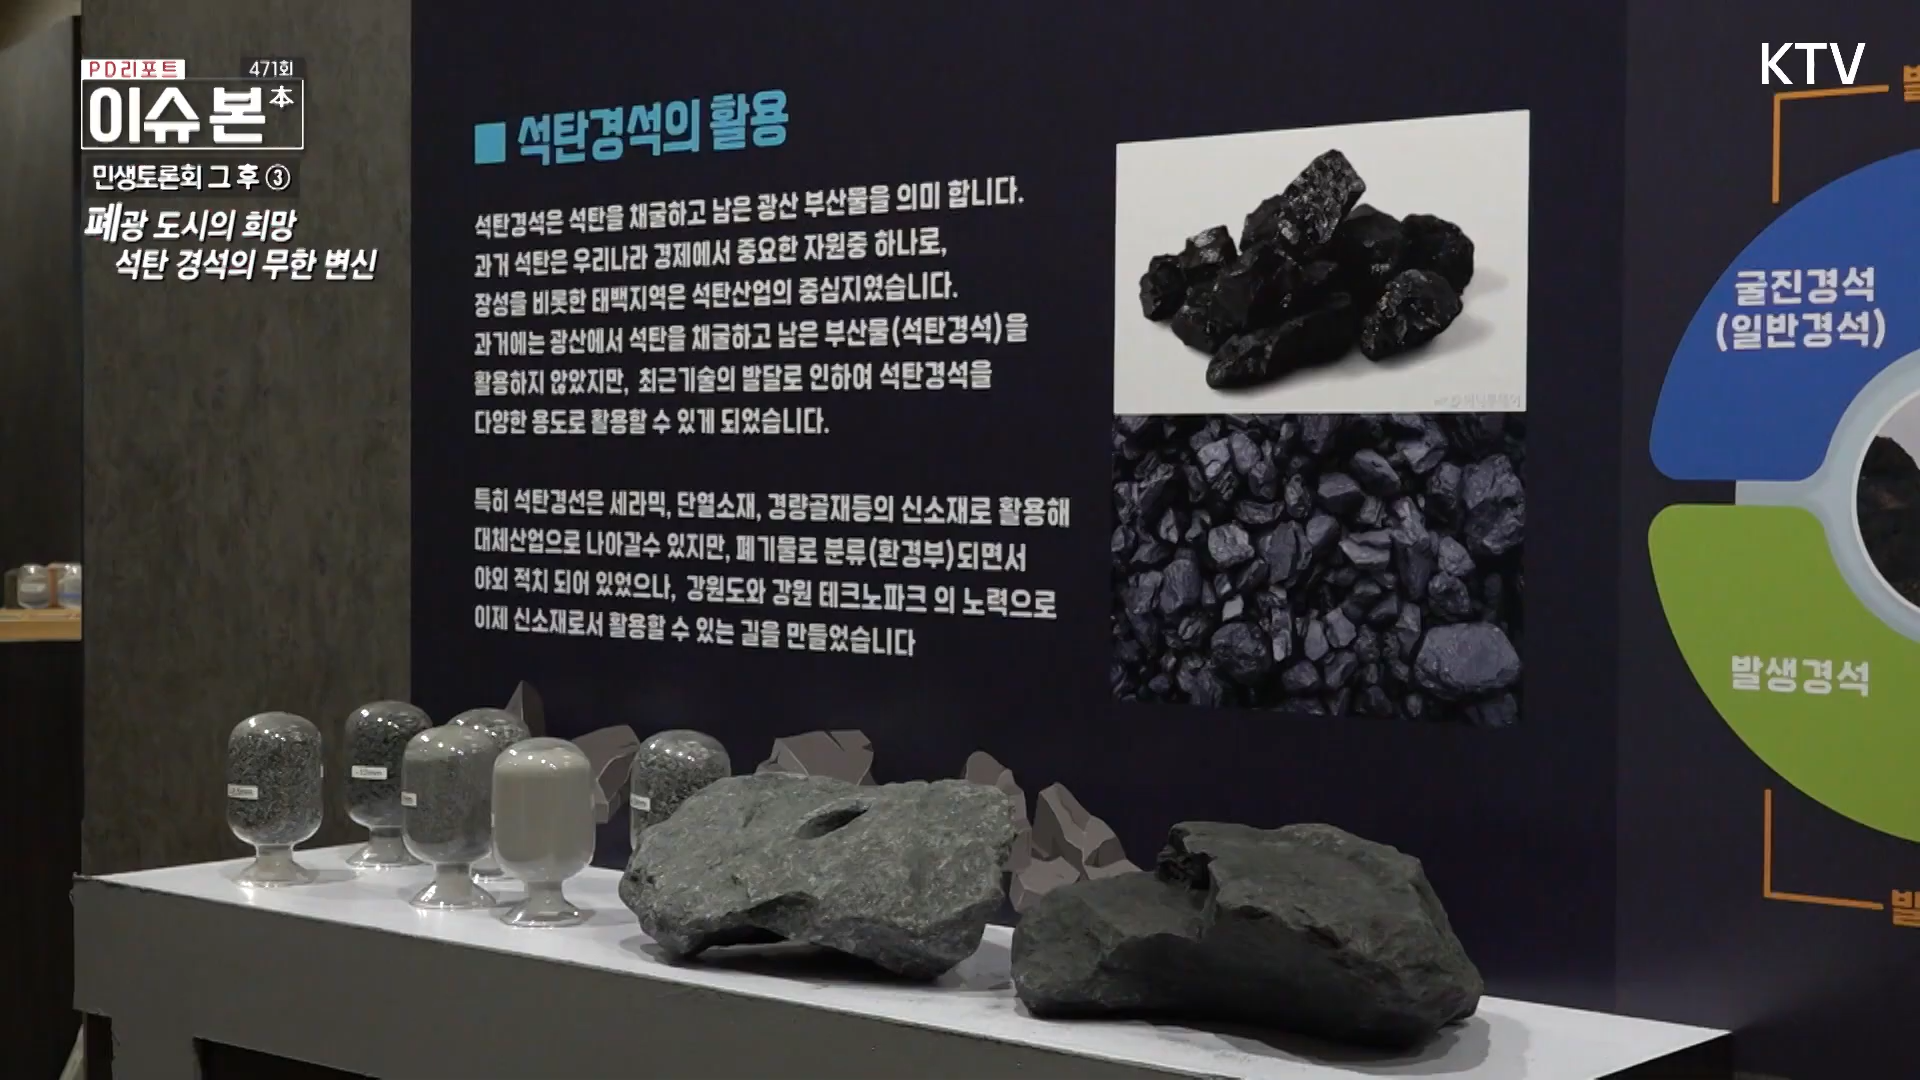 PD리포트
471회
이슈 본本
민생토론회 그 후 ③
폐광 도시의 희망
석탄 경석의 무한 변신
KTV
■ 석탄경석의 활용
석탄경석은 석탄을 채굴하고 남은 광산 부산물을 의미 합니다.
과거 석탄은 우리나라 경제에서 중요한 자원중 하나로,
장성을 비롯한 태백지역은 석탄산업의 중심지였습니다.
과거에는 광산에서 석탄을 채굴하고 남은 부산물(석탄경석)을
활용하지 않았지만, 최근기술의 발달로 인하여 석탄경석을
다양한 용도로 활용할 수 있게 되었습니다.
특히 석탄경선은 세라믹, 단열소재, 경량골재등의 신소재로 활용해
대체산업으로 나아갈수 있지만, 폐기물로 분류(환경부)되면서
야외 적치 되어 있었으나, 강원도와 강원 테크노파크 의 노력으로
이제 신소재로서 활용할 수 있는 길을 만들었습니다
굴진경석
(일반경석)
발생경석